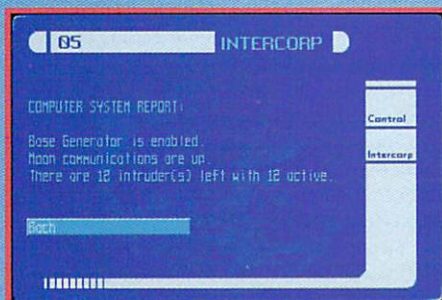 05 INTERCORP
COMPUTER SYSTEM REPORT:
Base Generator is enabled.
Moon communications are up.
There are 12 intruder(s) left with 12 active.
Back
Control
Intercorp